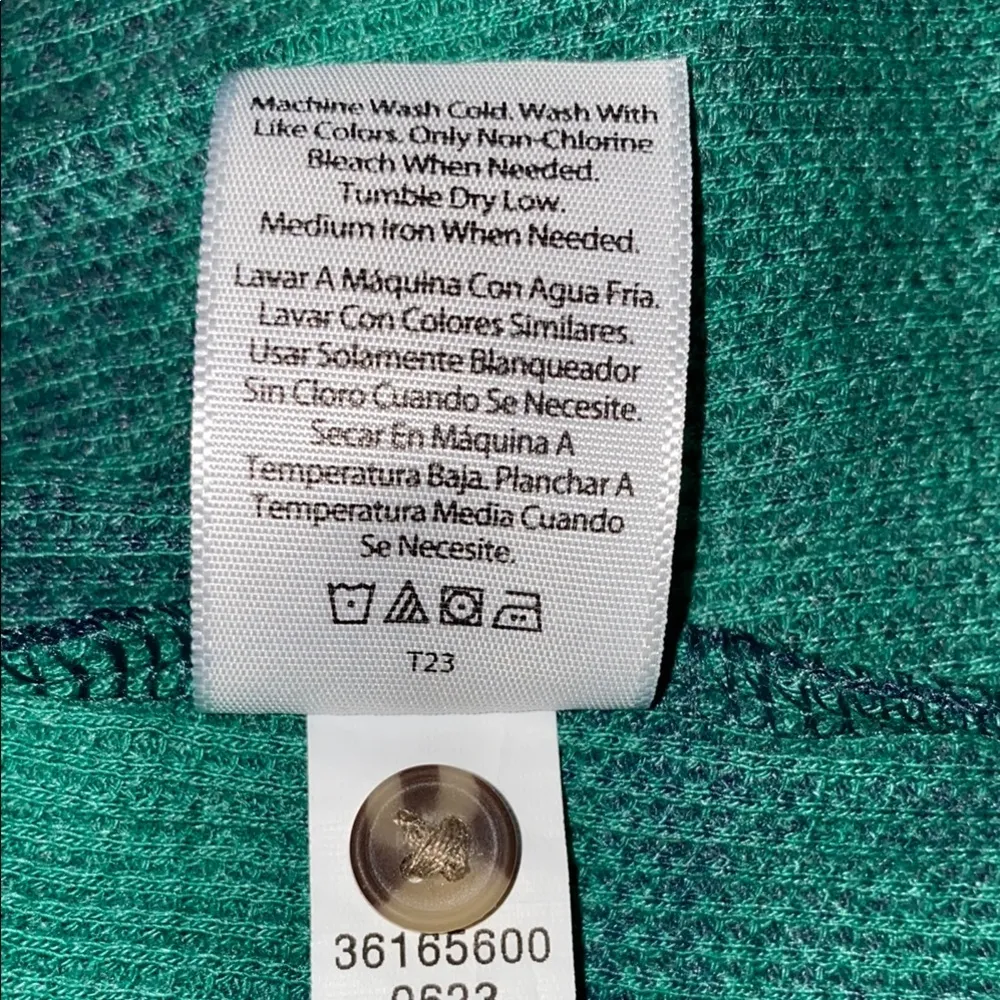 Machine Wash Cold. Wash With
Like Colors. Only Non-Chlorine
Bleach When Needed.
Tumble Dry Low.
Medium Iron When Needed.
Lavar A Máquina Con Agua Fría.
Lavar Con Colores Similares.
Usar Solamente Blanqueador
Sin Cloro Cuando Se Necesite.
Secar En Máquina A
Temperatura Baja. Planchar A
Temperatura Media Cuando
Se Necesite.
T23
36165600
0623